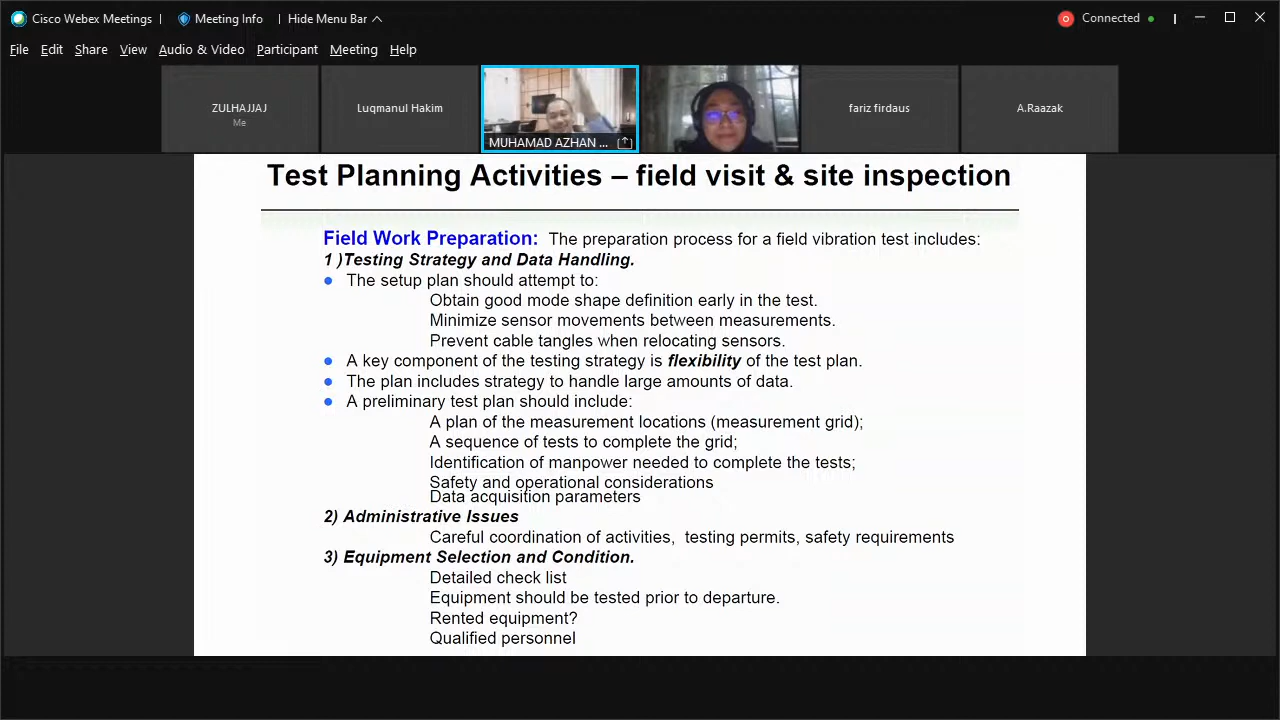 Cisco Webex Meetings | Meeting Info | Hide Menu Bar
Connected
File Edit Share View Audio & Video Participant Meeting Help
ZULHAJJAJ
Me
Luqmanul Hakim
MUHAMAD AZHAN ...
fariz firdaus
A.Raazak
Test Planning Activities – field visit & site inspection
Field Work Preparation: The preparation process for a field vibration test includes:
1 )Testing Strategy and Data Handling.
The setup plan should attempt to:
Obtain good mode shape definition early in the test.
Minimize sensor movements between measurements.
Prevent cable tangles when relocating sensors.
A key component of the testing strategy is flexibility of the test plan.
The plan includes strategy to handle large amounts of data.
A preliminary test plan should include:
A plan of the measurement locations (measurement grid);
A sequence of tests to complete the grid;
Identification of manpower needed to complete the tests;
Safety and operational considerations
Data acquisition parameters
2) Administrative Issues
Careful coordination of activities, testing permits, safety requirements
3) Equipment Selection and Condition.
Detailed check list
Equipment should be tested prior to departure.
Rented equipment?
Qualified personnel